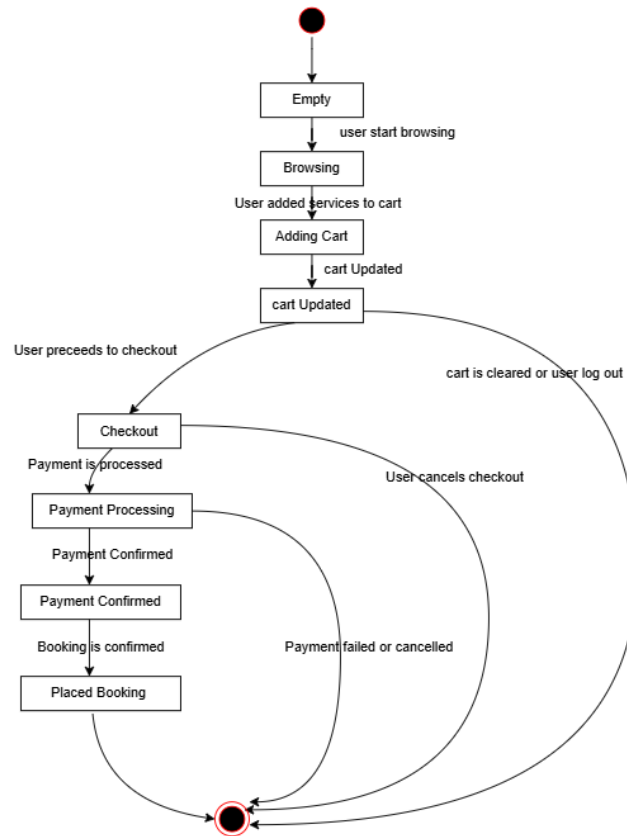 Empty
user start browsing
Browsing
User added services to cart
Adding Cart
cart Updated
cart Updated
User preceeds to checkout
cart is cleared or user log out
Checkout
Payment is processed
User cancels checkout
Payment Processing
Payment Confirmed
Payment Confirmed
Booking is confirmed
Payment failed or cancelled
Placed Booking